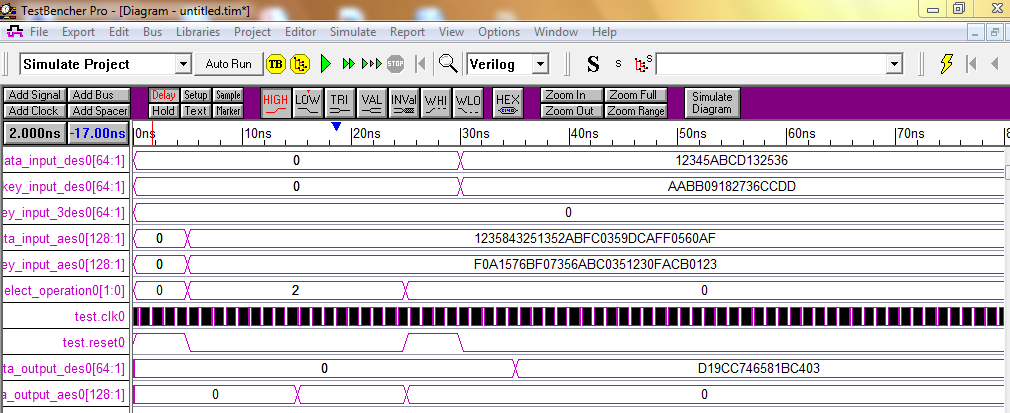 TestBencher Pro - [Diagram - untitled.tim*]
File Export Edit Bus Libraries Project Editor Simulate Report View Options Window Help
Simulate Project Auto Run TB STOP Verilog S s
Add Signal Add Bus Delay Setup Sample HIGH LOW TRI VAL INVal WHI WLO HEX Zoom In Zoom Full Simulate Diagram
Add Clock Add Spacer Hold Text Marker Zoom Out Zoom Range
2.000ns -17.00ns 0ns 10ns 20ns 30ns 40ns 50ns 60ns 70ns 8
ata_input_des0[64:1] 0 12345ABCD132536
key_input_des0[64:1] 0 AABB09182736CCDD
ey_input_3des0[64:1] 0
ta_input_aes0[128:1] 0 1235843251352ABFC0359DCAFF0560AF
ey_input_aes0[128:1] 0 F0A1576BF07356ABC0351230FACB0123
elect_operation0[1:0] 0 2 0
test.clk0
test.reset0
ta_output_des0[64:1] 0 D19CC746581BC403
a_output_aes0[128:1] 0 0